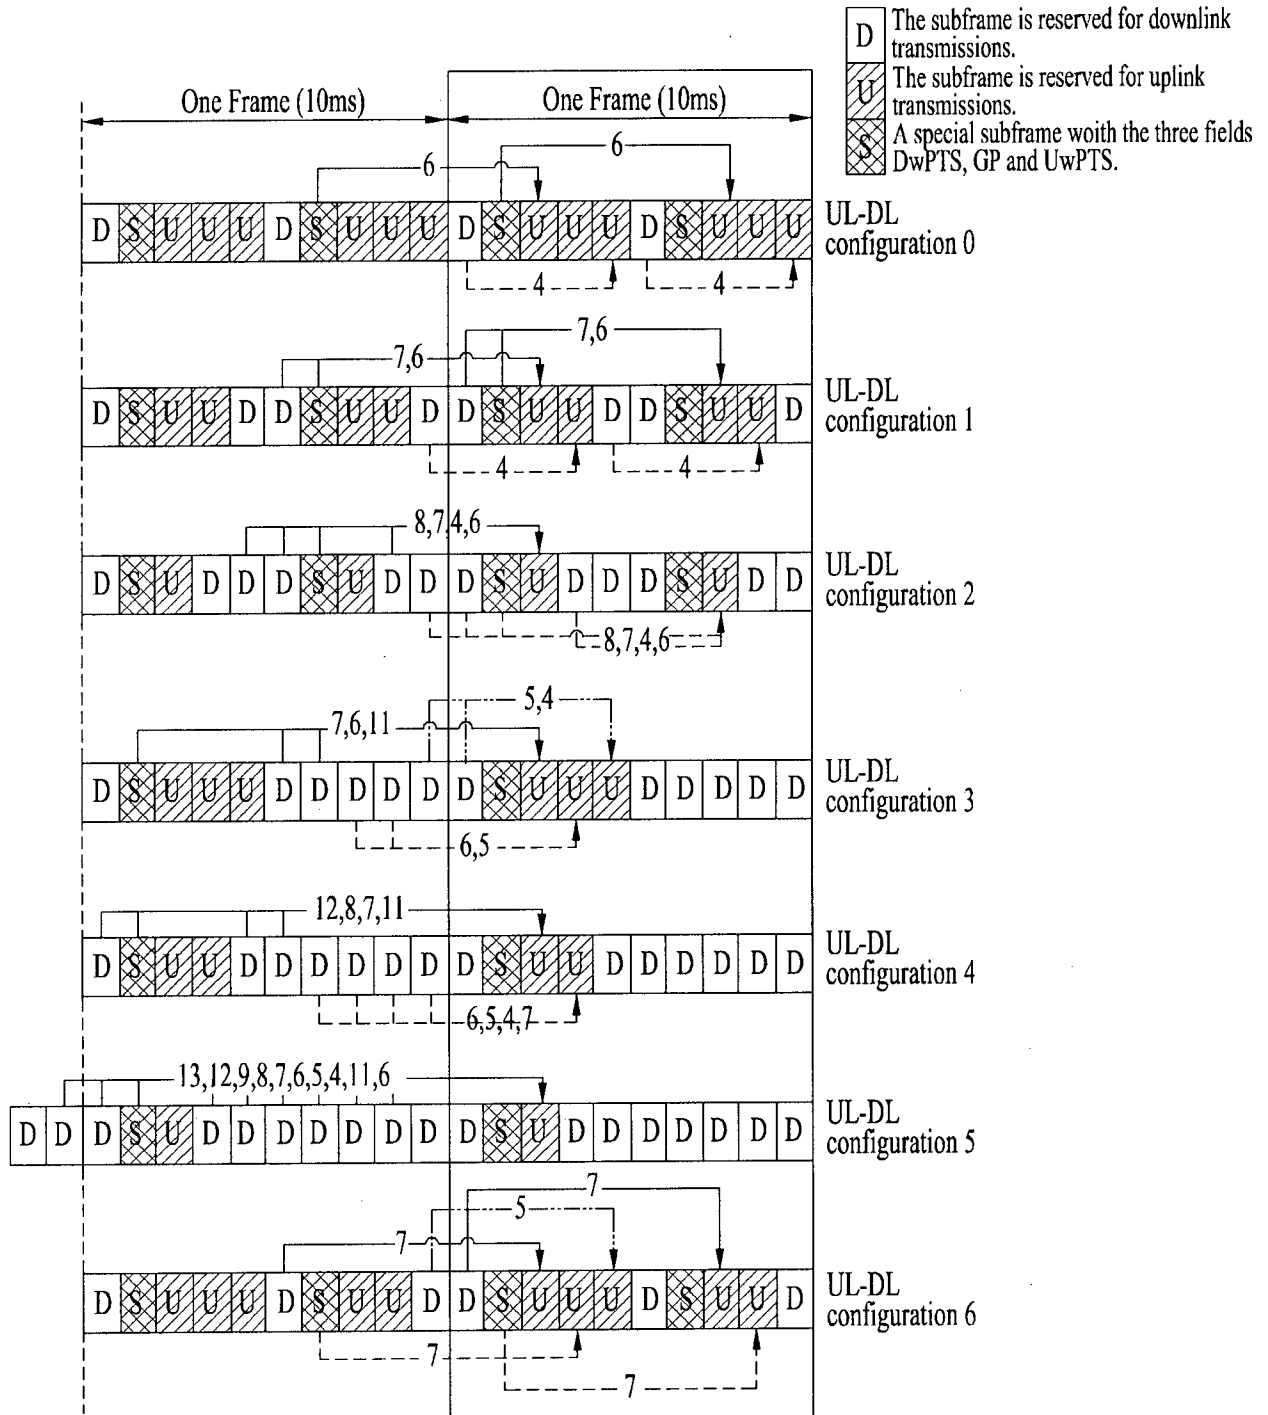 D The subframe is reserved for downlink
transmissions.
U The subframe is reserved for uplink
transmissions.
S A special subframe woith the three fields
DwPTS, GP and UwPTS.
One Frame (10ms) One Frame (10ms)
6 6
D S U U U D S U U U D S U U U D S U U U
UL-DL
configuration 0
4 4
7,6 7,6
D S U U D D S U U D D S U U D D S U U D
UL-DL
configuration 1
4 4
8,7,4,6
D S U D D D S U D D D S U D D D S U D D
UL-DL
configuration 2
8,7,4,6
5,4
7,6,11
D S U U U D D D D D D S U U U D D D D D
UL-DL
configuration 3
6,5
12,8,7,11
D S U U D D D D D D D S U U D D D D D D
UL-DL
configuration 4
6,5,4,7
13,12,9,8,7,6,5,4,11,6
D D D S U D D D D D D D D S U D D D D D D D
UL-DL
configuration 5
7
5
7
D S U U U D S U U D D S U U U D S U U D
UL-DL
configuration 6
7
7